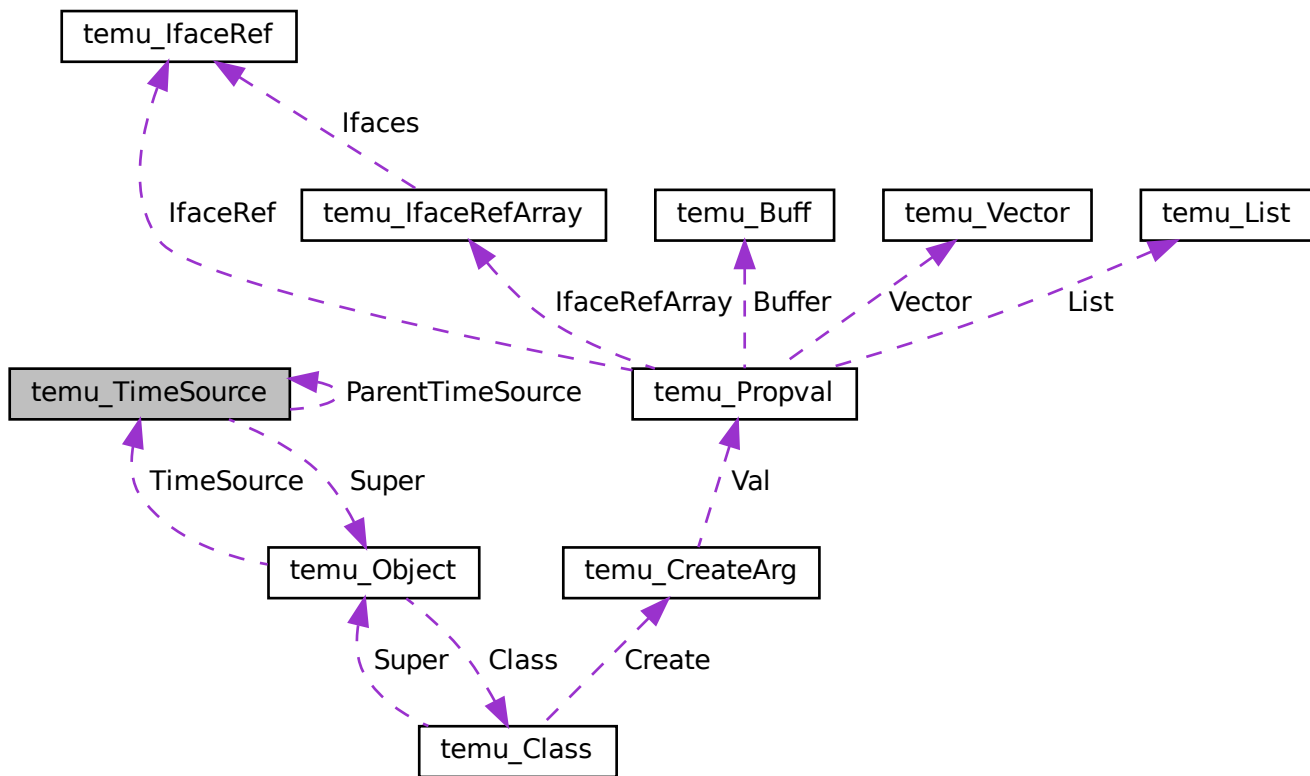 temu_IfaceRef
Ifaces
IfaceRef
temu_IfaceRefArray
temu_Buff
temu_Vector
temu_List
IfaceRefArray
Buffer
Vector
List
temu_TimeSource
ParentTimeSource
temu_Propval
TimeSource
Super
Val
temu_Object
temu_CreateArg
Super
Class
Create
temu_Class